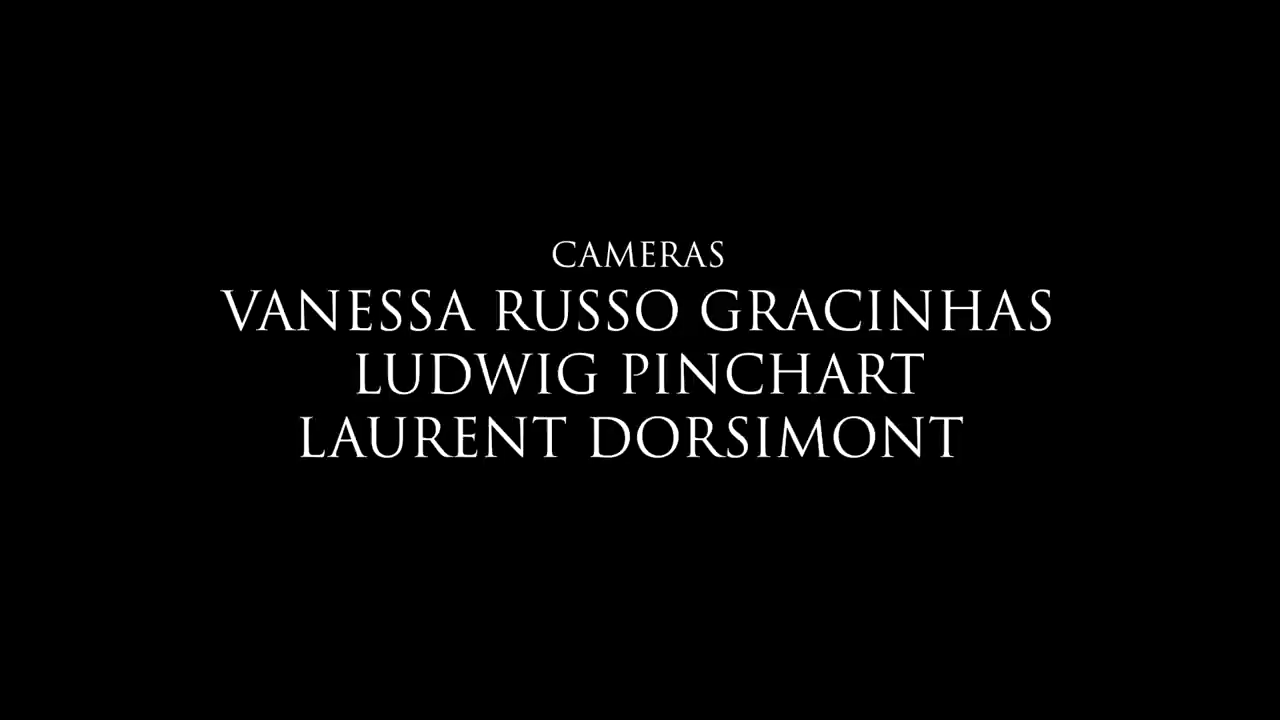 CAMERAS
VANESSA RUSSO GRACINHAS
LUDWIG PINCHART
LAURENT DORSIMONT